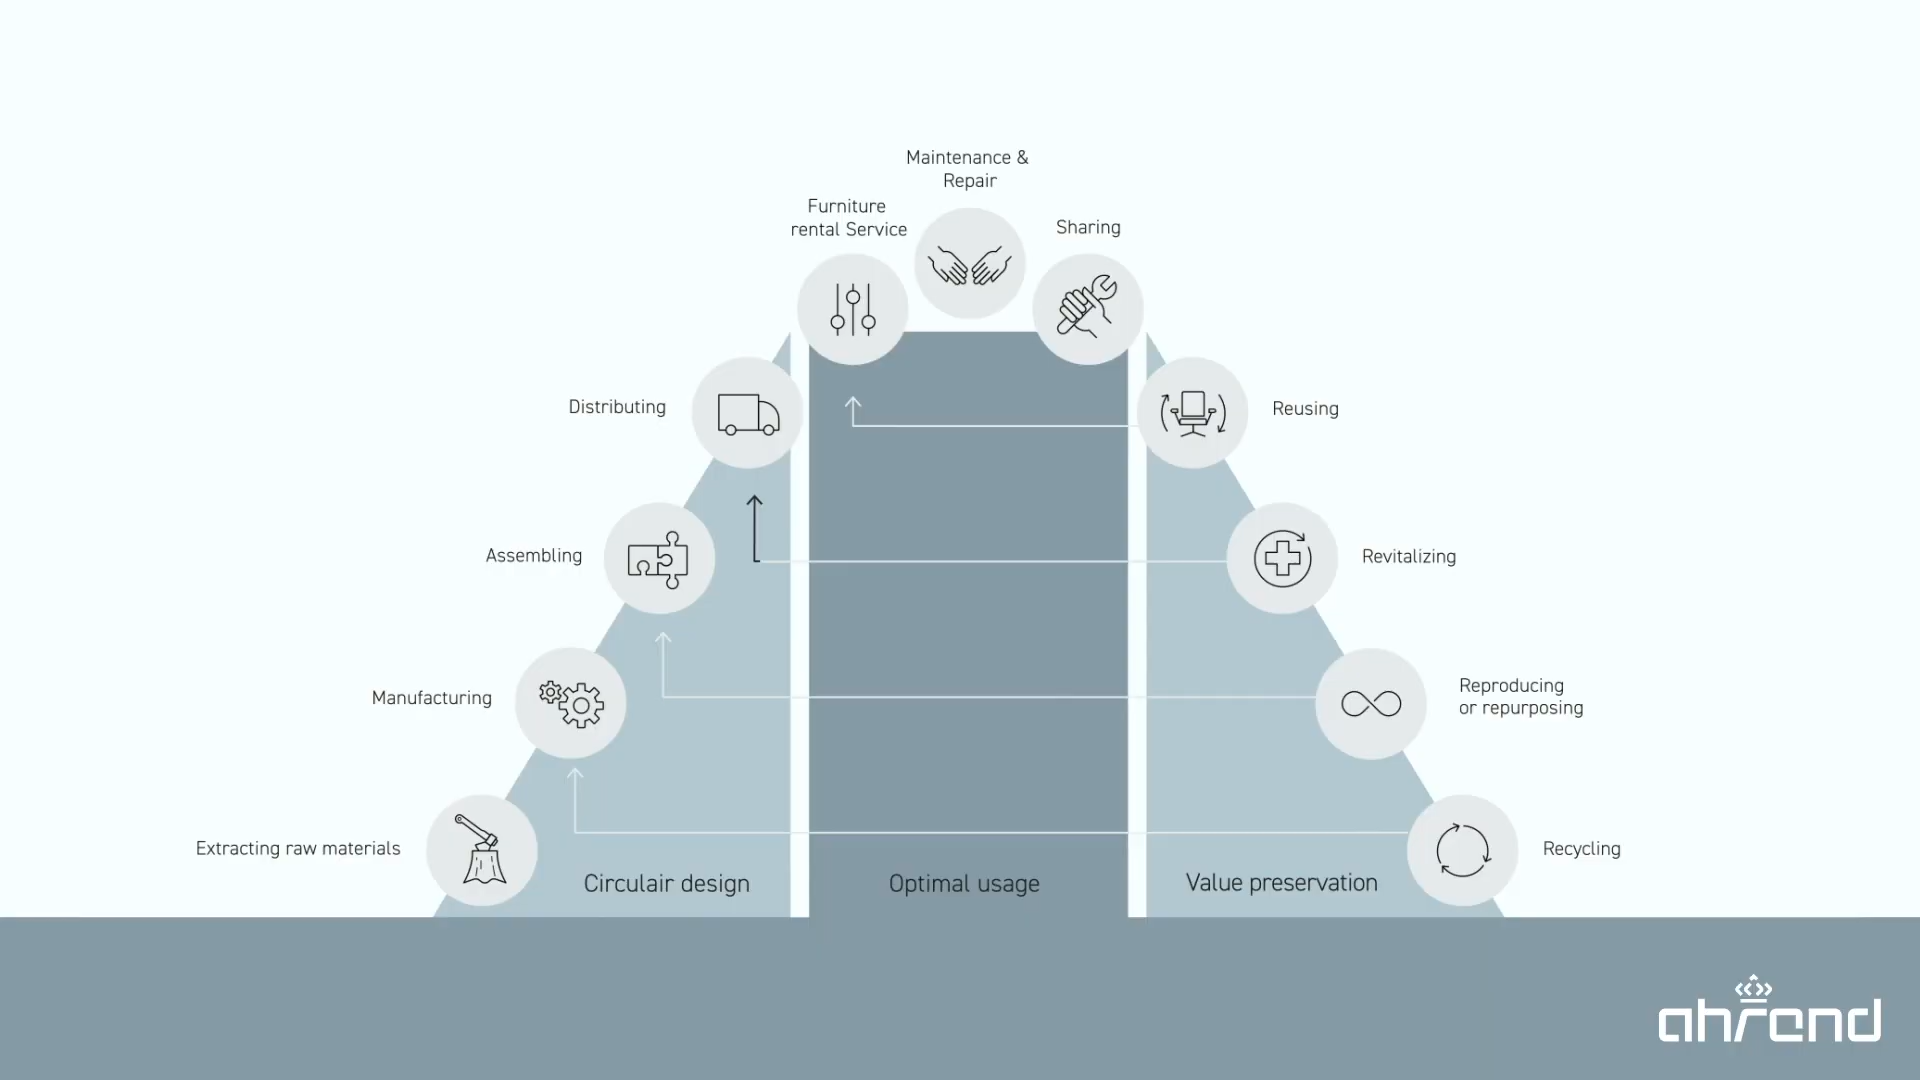 Maintenance &
Repair
Furniture
rental Service
Sharing
Distributing
Reusing
Assembling
Revitalizing
Manufacturing
Reproducing
or repurposing
Extracting raw materials
Recycling
Circulair design
Optimal usage
Value preservation
ahrend